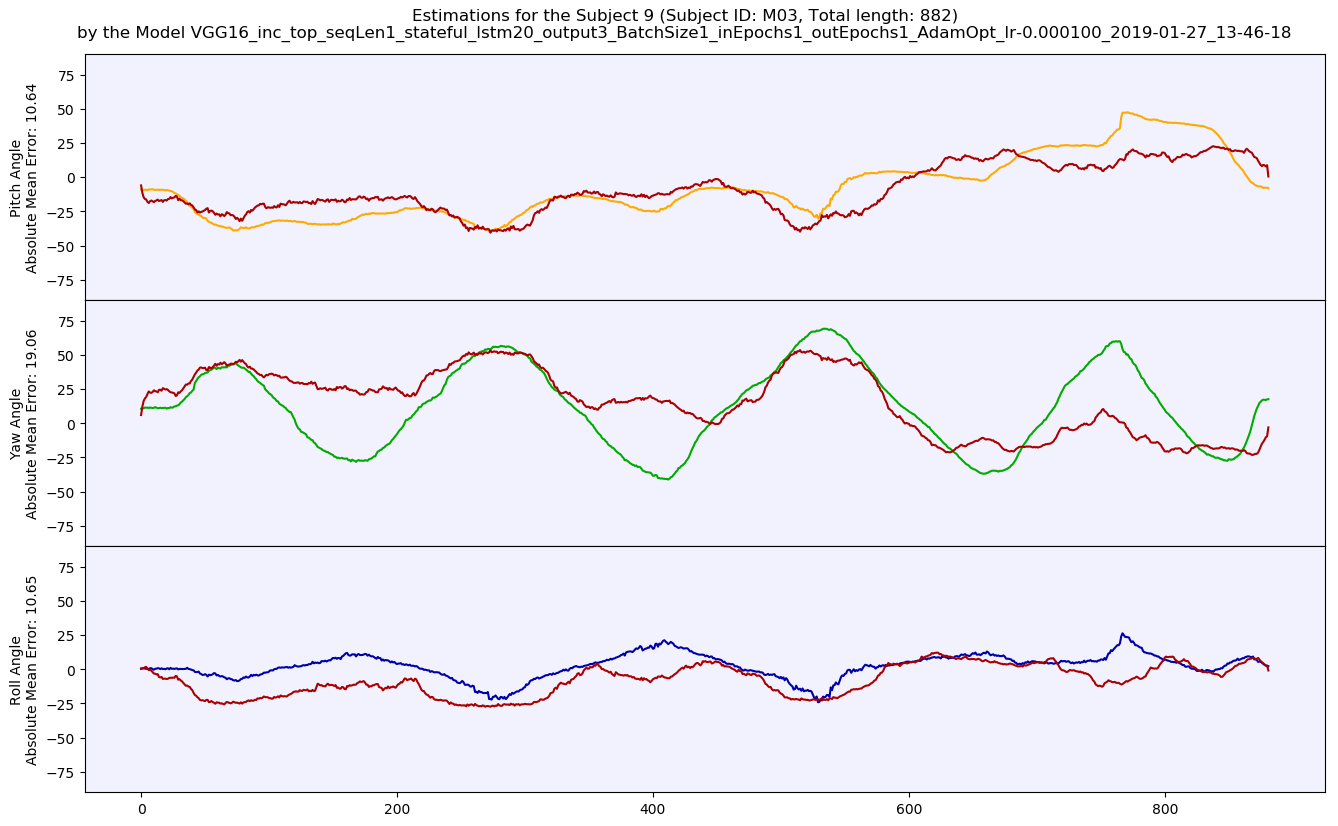 Estimations for the Subject 9 (Subject ID: M03, Total length: 882)
by the Model VGG16_inc_top_seqLen1_stateful_lstm20_output3_BatchSize1_inEpochs1_outEpochs1_AdamOpt_lr-0.000100_2019-01-27_13-46-18
Pitch Angle
Absolute Mean Error: 10.64
75
50
25
0
−25
−50
−75
Yaw Angle
Absolute Mean Error: 19.06
75
50
25
0
−25
−50
−75
Roll Angle
Absolute Mean Error: 10.65
75
50
25
0
−25
−50
−75
0 200 400 600 800